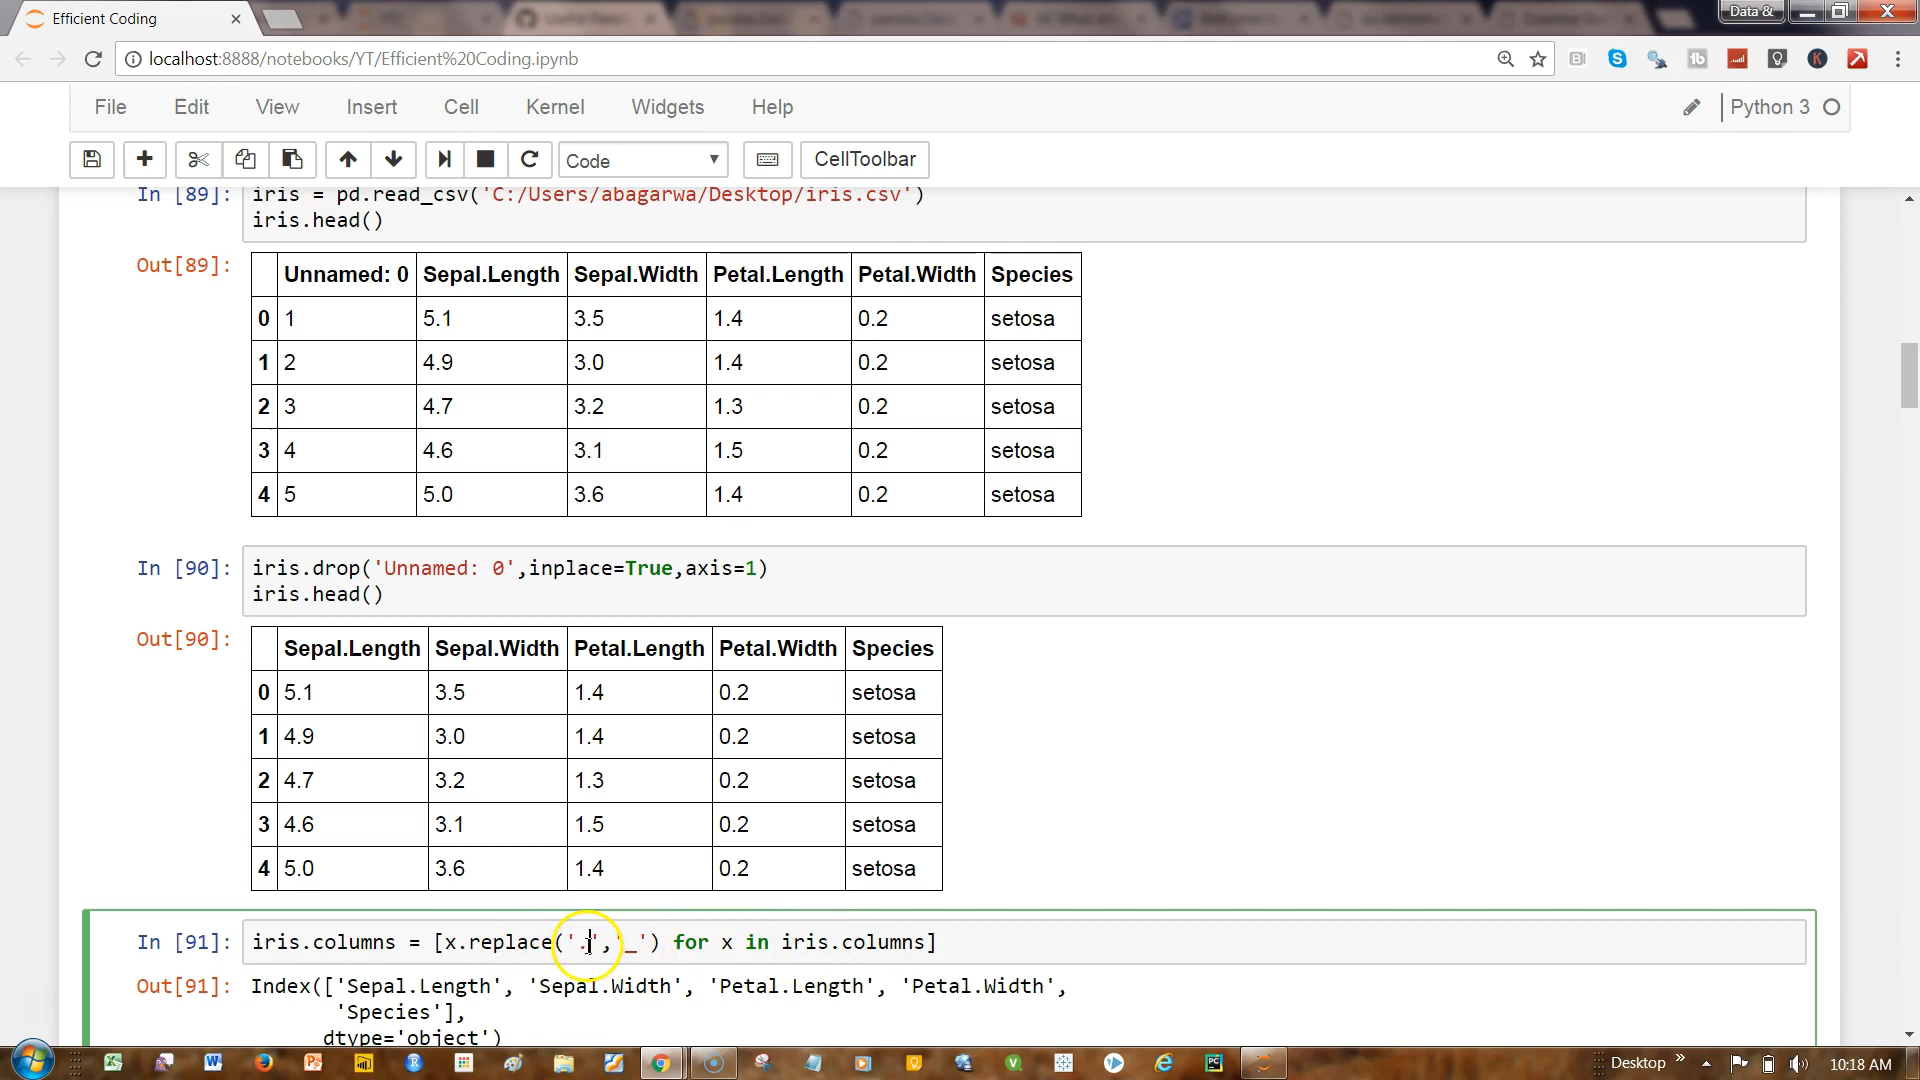 Efficient Coding
Data &
localhost:8888/notebooks/YT/Efficient%20Coding.ipynb
File Edit View Insert Cell Kernel Widgets Help
Python 3
Code
CellToolbar
In [89]: iris = pd.read_csv('C:/Users/abagarwa/Desktop/iris.csv')
iris.head()
Out[89]:
Unnamed: 0 Sepal.Length Sepal.Width Petal.Length Petal.Width Species
0 1 5.1 3.5 1.4 0.2 setosa
1 2 4.9 3.0 1.4 0.2 setosa
2 3 4.7 3.2 1.3 0.2 setosa
3 4 4.6 3.1 1.5 0.2 setosa
4 5 5.0 3.6 1.4 0.2 setosa
In [90]: iris.drop('Unnamed: 0',inplace=True,axis=1)
iris.head()
Out[90]:
Sepal.Length Sepal.Width Petal.Length Petal.Width Species
0 5.1 3.5 1.4 0.2 setosa
1 4.9 3.0 1.4 0.2 setosa
2 4.7 3.2 1.3 0.2 setosa
3 4.6 3.1 1.5 0.2 setosa
4 5.0 3.6 1.4 0.2 setosa
In [91]: iris.columns = [x.replace('.','_') for x in iris.columns]
Out[91]: Index(['Sepal.Length', 'Sepal.Width', 'Petal.Length', 'Petal.Width',
'Species'],
dtype='object')
Desktop
10:18 AM